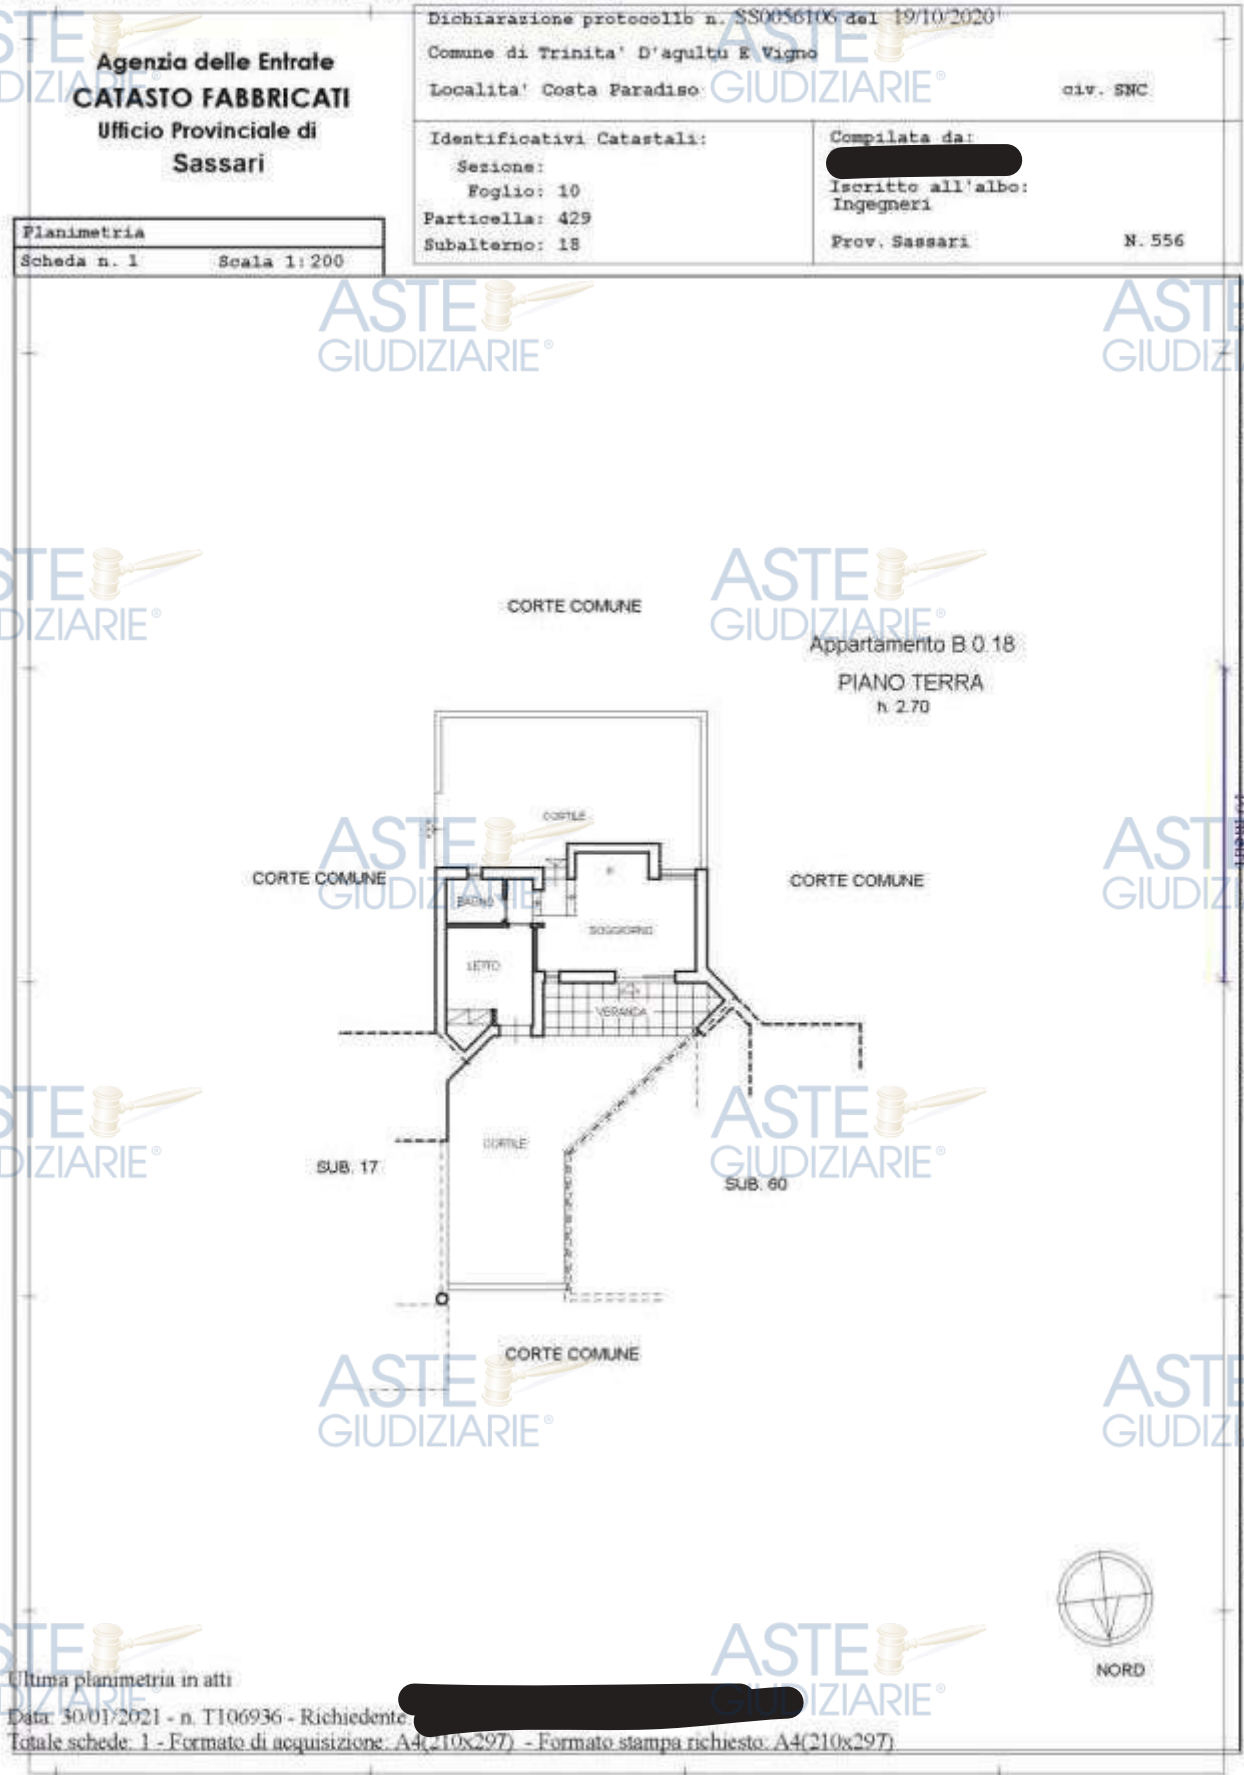 Agenzia delle Entrate
CATASTO FABBRICATI
Ufficio Provinciale di
Sassari
Dichiarazione protocollo n. SS0056106 del 19/10/2020
Comune di Trinita' D'agultu E Vigno
Localita' Costa Paradiso
civ. SNC
Identificativi Catastali:
Sezione:
Foglio: 10
Particella: 429
Subalterno: 18
Compilata da:
Iscritto all'albo:
Ingegneri
Prov. Sassari
N. 556
Planimetria
Scheda n. 1
Scala 1:200
ASTE
GIUDIZIARIE®
CORTE COMUNE
Appartamento B 0.18
PIANO TERRA
h. 2.70
CORTILE
CORTE COMUNE
CORTE COMUNE
BAGNO
SOGGIORNO
LETTO
VERANDA
CORTILE
SUB. 17
SUB. 60
CORTE COMUNE
NORD
Ultima planimetria in atti
Data: 30/01/2021 - n. T106936 - Richiedente
Totale schede: 1 - Formato di acquisizione: A4(210x297) - Formato stampa richiesto: A4(210x297)